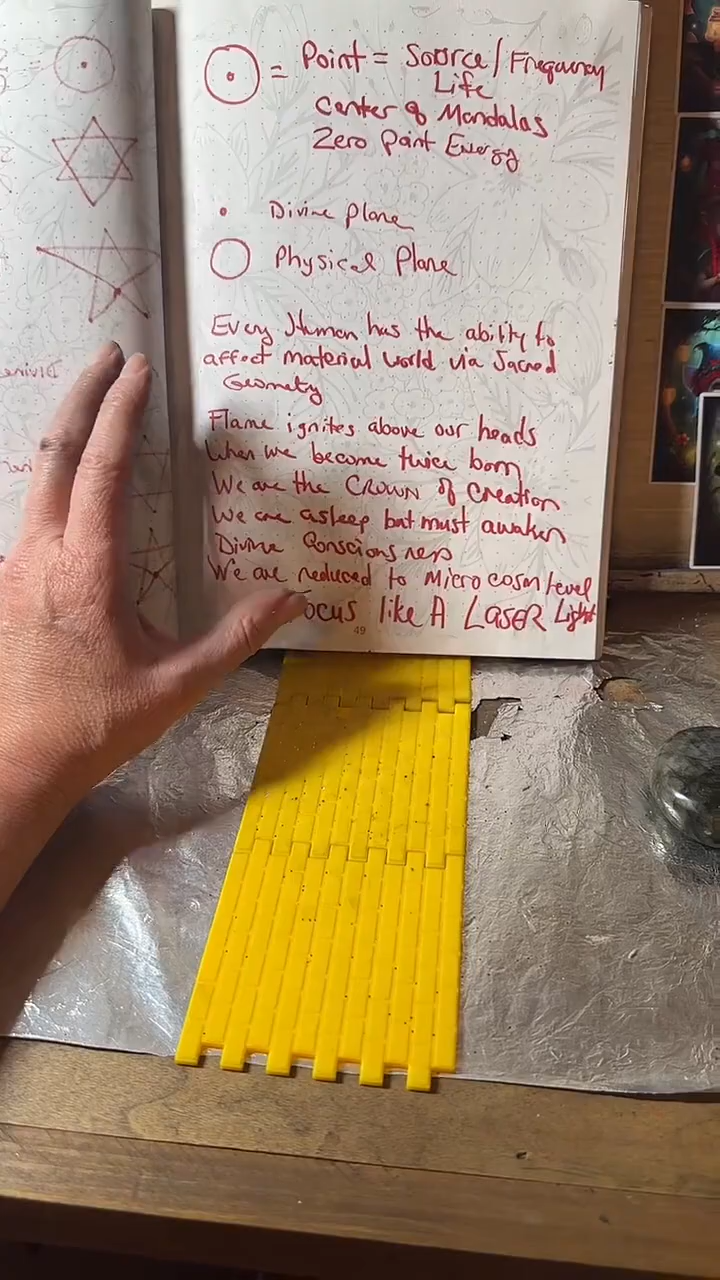 = Point = Source / Frequency
Life
Center of Mandalas
Zero Point Energy
Divine Plane
Physical Plane
Every Human has the ability to
affect material world via Sacred
Geometry
Flame ignites above our heads
When we become twice born
We are the CROWN of Creation
We are asleep but must awaken
Divine Consciousness
We are reduced to Microcosm level
Focus like A LASER Light
49